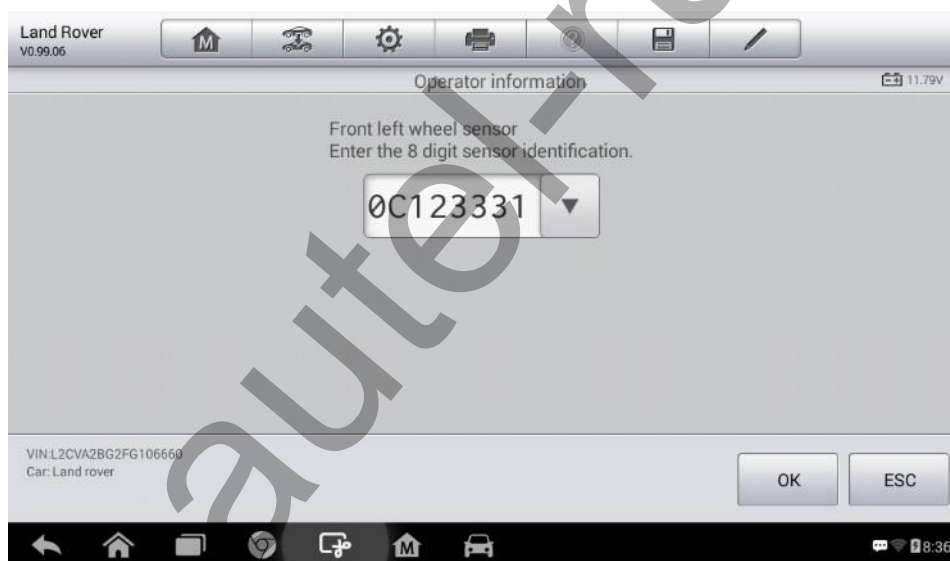 Land Rover
V0.99.06
Operator information
11.79V
Front left wheel sensor
Enter the 8 digit sensor identification.
0C123331
VIN:L2CVA2BG2FG106660
Car: Land rover
OK
ESC
8:36
autel-r